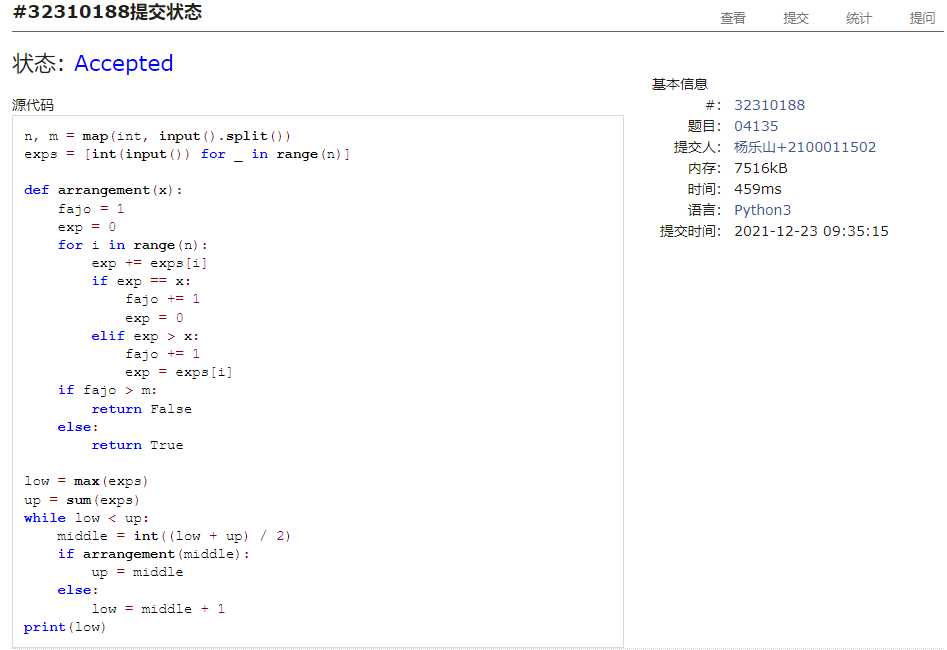 #32310188提交状态
查看 提交 统计 提问
状态: Accepted
源代码
n, m = map(int, input().split())
exps = [int(input()) for _ in range(n)]
def arrangement(x):
    fajo = 1
    exp = 0
    for i in range(n):
        exp += exps[i]
        if exp == x:
            fajo += 1
            exp = 0
        elif exp > x:
            fajo += 1
            exp = exps[i]
    if fajo > m:
        return False
    else:
        return True
low = max(exps)
up = sum(exps)
while low < up:
    middle = int((low + up) / 2)
    if arrangement(middle):
        up = middle
    else:
        low = middle + 1
print(low)
基本信息
#: 32310188
题目: 04135
提交人: 杨乐山+2100011502
内存: 7516kB
时间: 459ms
语言: Python3
提交时间: 2021-12-23 09:35:15